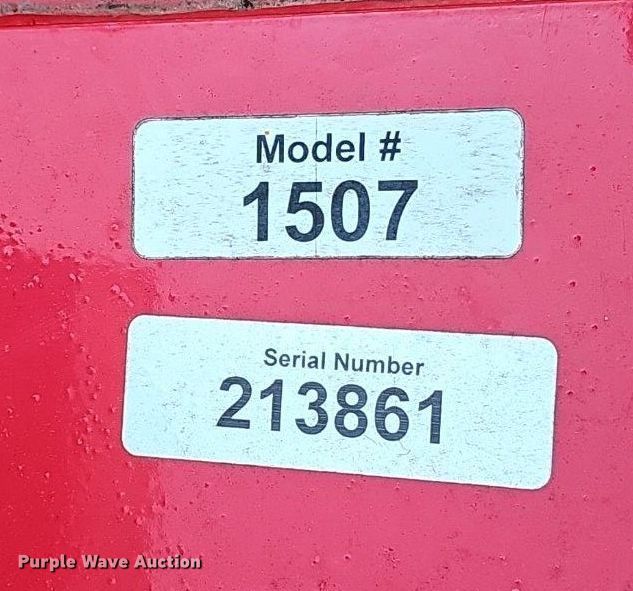 Model #
1507
Serial Number
213861
Purple Wave Auction